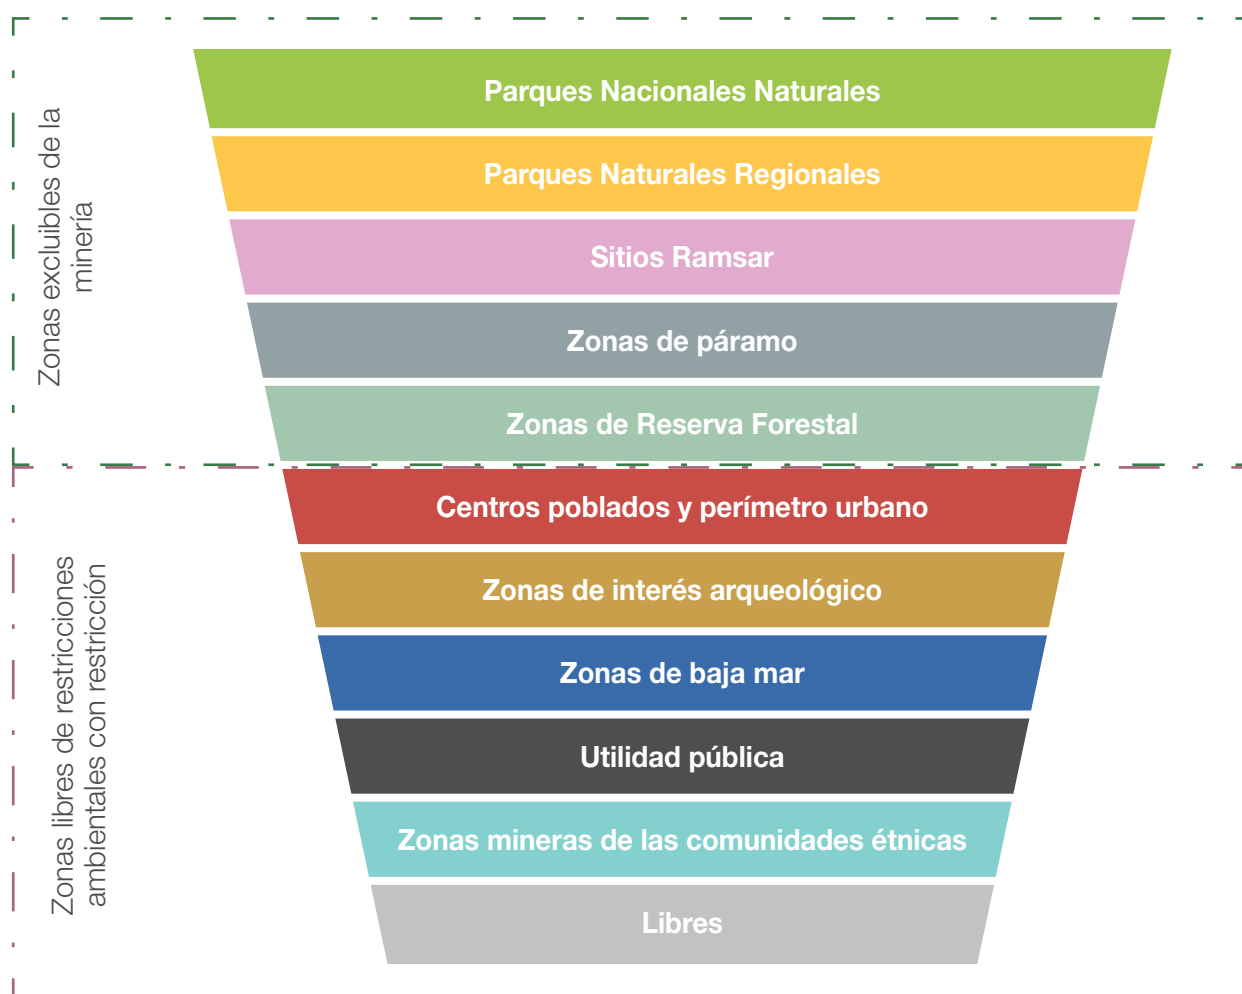 Zonas excluibles de la
minería
Parques Nacionales Naturales
Parques Naturales Regionales
Sitios Ramsar
Zonas de páramo
Zonas de Reserva Forestal
Zonas libres de restricciones
ambientales con restricción
Centros poblados y perímetro urbano
Zonas de interés arqueológico
Zonas de baja mar
Utilidad pública
Zonas mineras de las comunidades étnicas
Libres